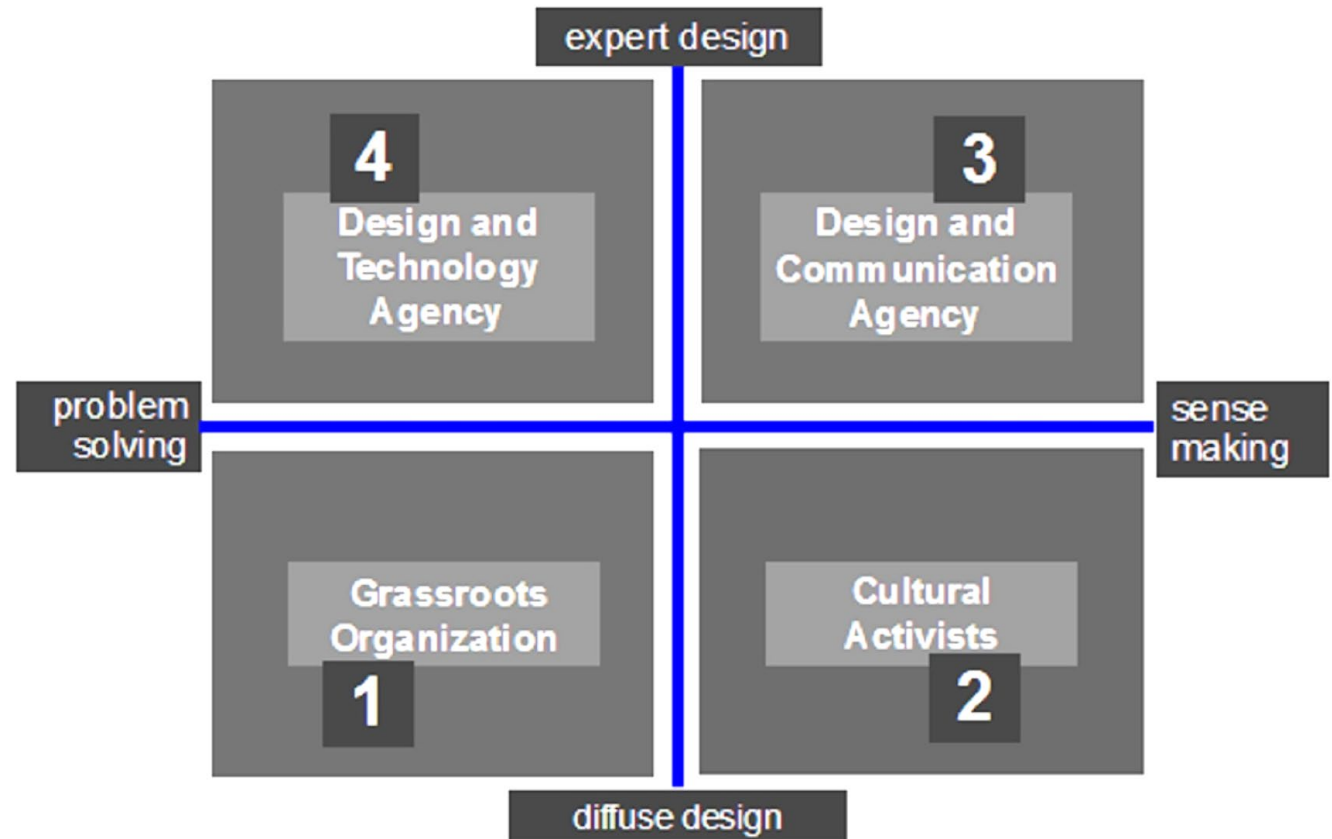 expert design
4
Design and
Technology
Agency
3
Design and
Communication
Agency
problem
solving
sense
making
Grassroots
Organization
1
Cultural
Activists
2
diffuse design